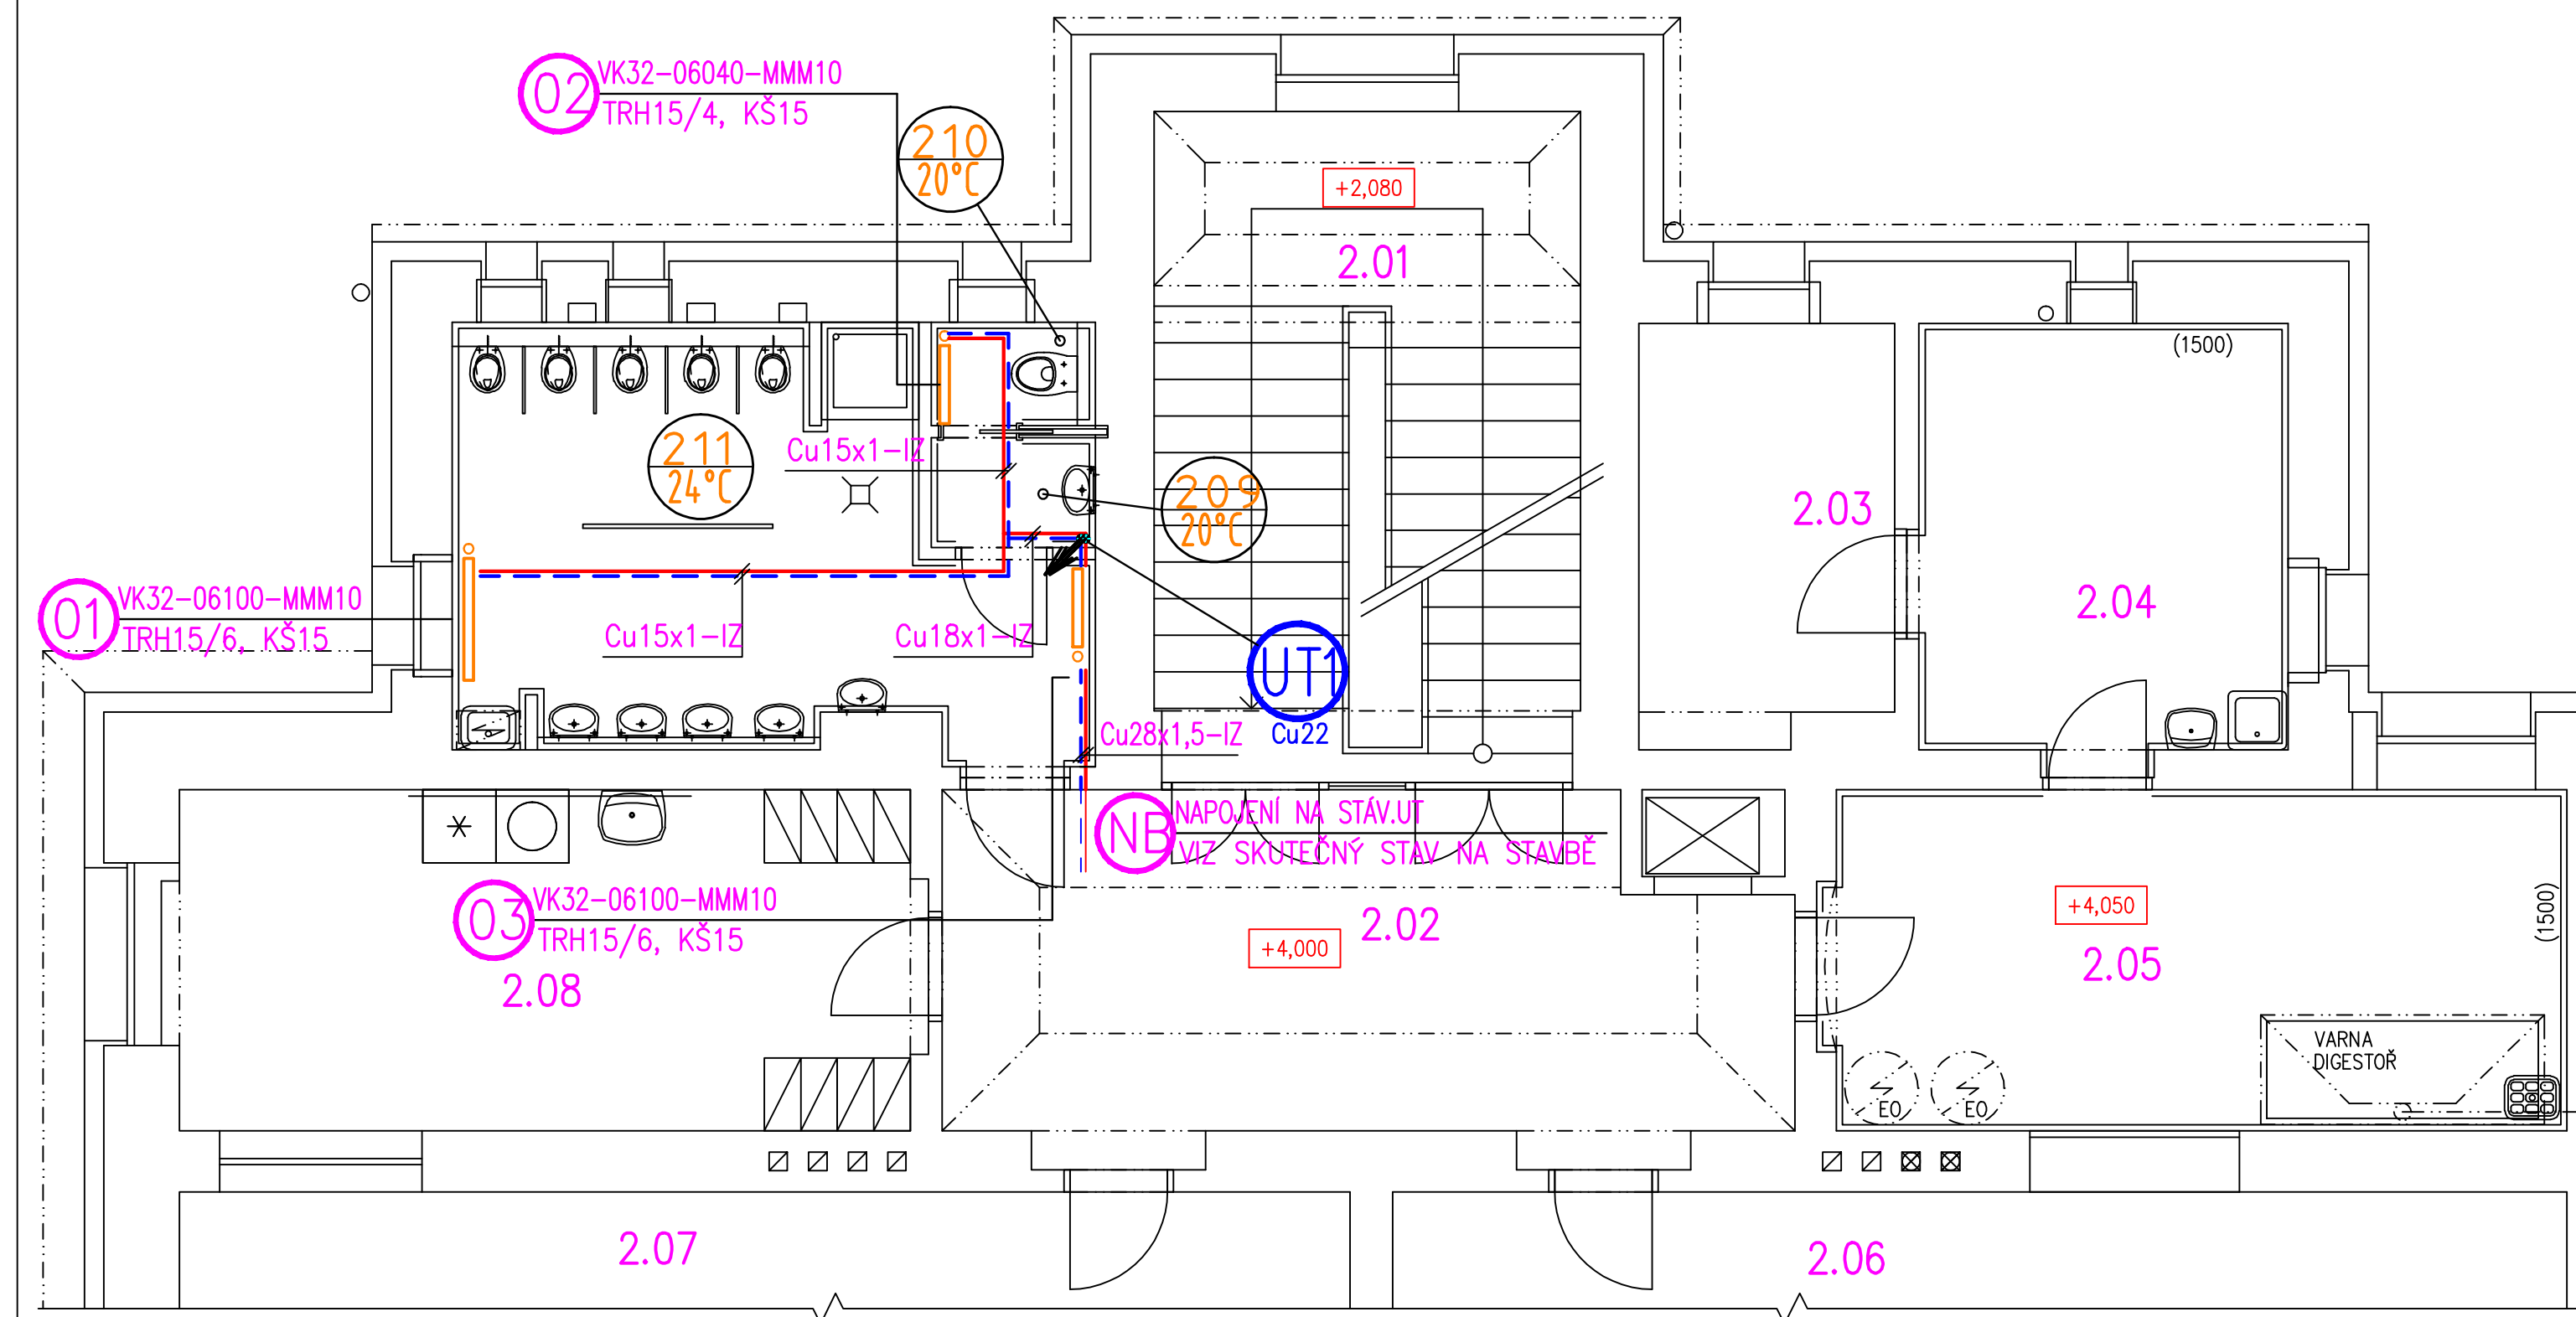 02
VK32-06040-MMM10
TRH15/4, KŠ15
210
20°C
+2,080
2.01
(1500)
211
24°C
Cu15x1-IZ
209
20°C
2.03
2.04
01
VK32-06100-MMM10
TRH15/6, KŠ15
Cu15x1-IZ
Cu18x1-IZ
UT1
Cu22
Cu28x1,5-IZ
NB
NAPOJENÍ NA STÁV.UT
VIZ SKUTEČNÝ STAV NA STAVBĚ
03
VK32-06100-MMM10
TRH15/6, KŠ15
2.08
2.02
+4,000
+4,050
2.05
(1500)
VARNA
DIGESTOŘ
EO
EO
2.07
2.06